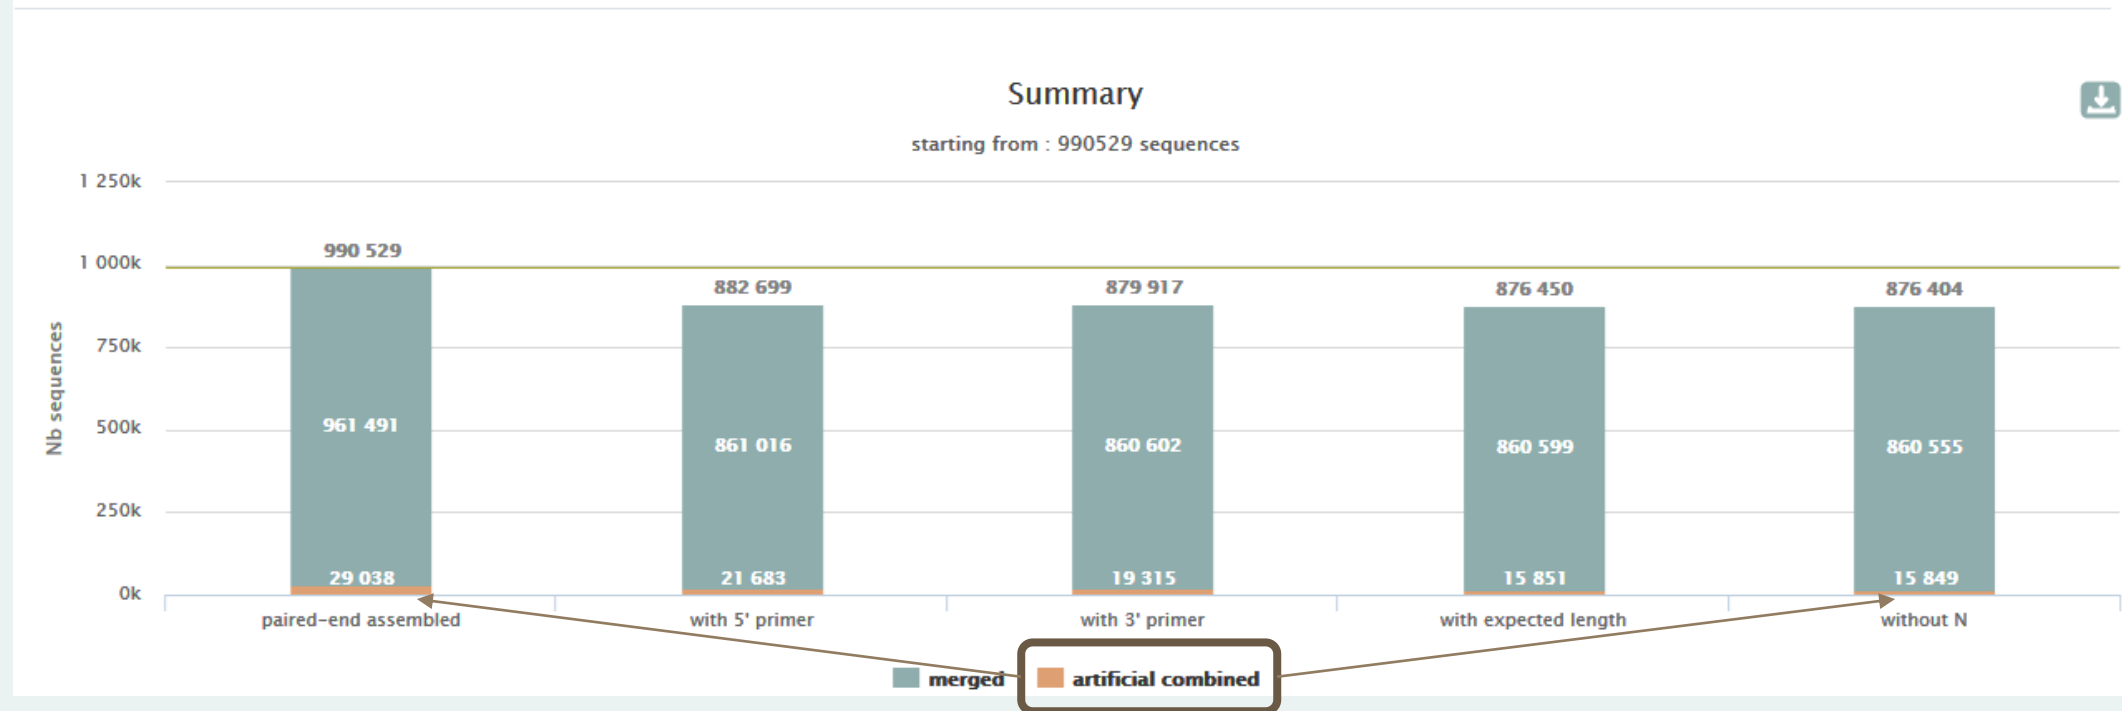 Summary
starting from : 990529 sequences
1 250k
1 000k
750k
500k
250k
0k
Nb sequences
990 529
882 699
879 917
876 450
876 404
961 491
861 016
860 602
860 599
860 555
29 038
21 683
19 315
15 851
15 849
paired-end assembled
with 5' primer
with 3' primer
with expected length
without N
merged
artificial combined